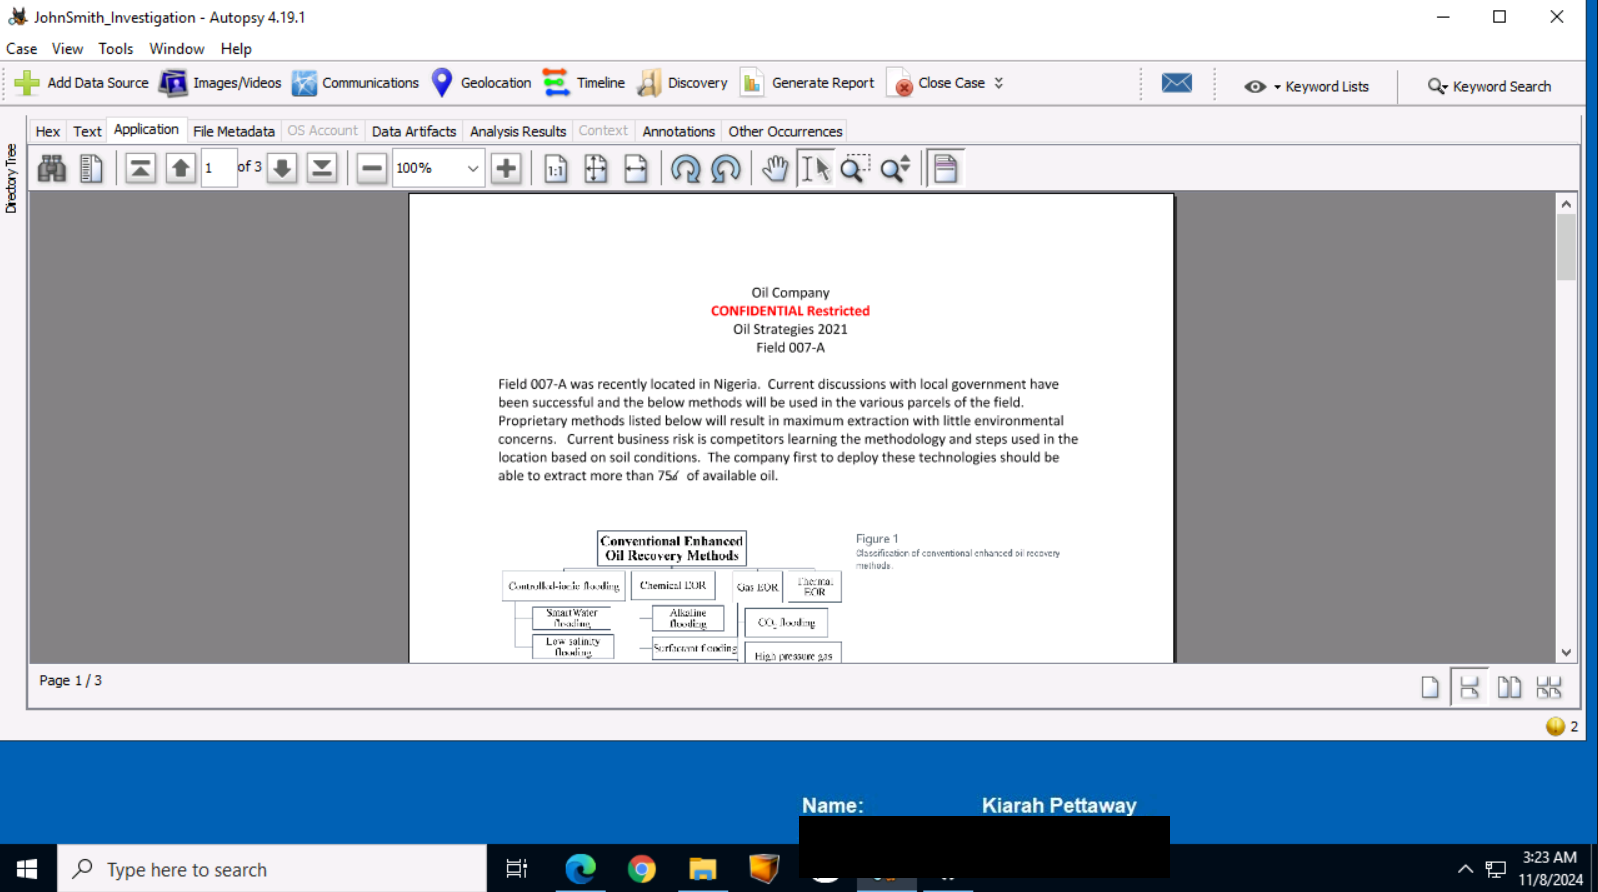 JohnSmith_Investigation - Autopsy 4.19.1
Case View Tools Window Help
Add Data Source Images/Videos Communications Geolocation Timeline Discovery Generate Report Close Case Keyword Lists Keyword Search
Directory Tree
Hex Text Application File Metadata OS Account Data Artifacts Analysis Results Context Annotations Other Occurrences
1 of 3 100% 1:1
Oil Company
CONFIDENTIAL Restricted
Oil Strategies 2021
Field 007-A
Field 007-A was recently located in Nigeria. Current discussions with local government have
been successful and the below methods will be used in the various parcels of the field.
Proprietary methods listed below will result in maximum extraction with little environmental
concerns. Current business risk is competitors learning the methodology and steps used in the
location based on soil conditions. The company first to deploy these technologies should be
able to extract more than 75% of available oil.
Conventional Enhanced
Oil Recovery Methods
Figure 1
Classification of conventional enhanced oil recovery
methods.
Controlled-ionic flooding Chemical EOR Gas EOR Thermal
EOR
SmartWater
flooding
Alkaline
flooding
CO₂ flooding
Low salinity
flooding
Surfactant flooding
High pressure gas
Page 1 / 3
2
Name: Kiarah Pettaway
Type here to search
3:23 AM
11/8/2024